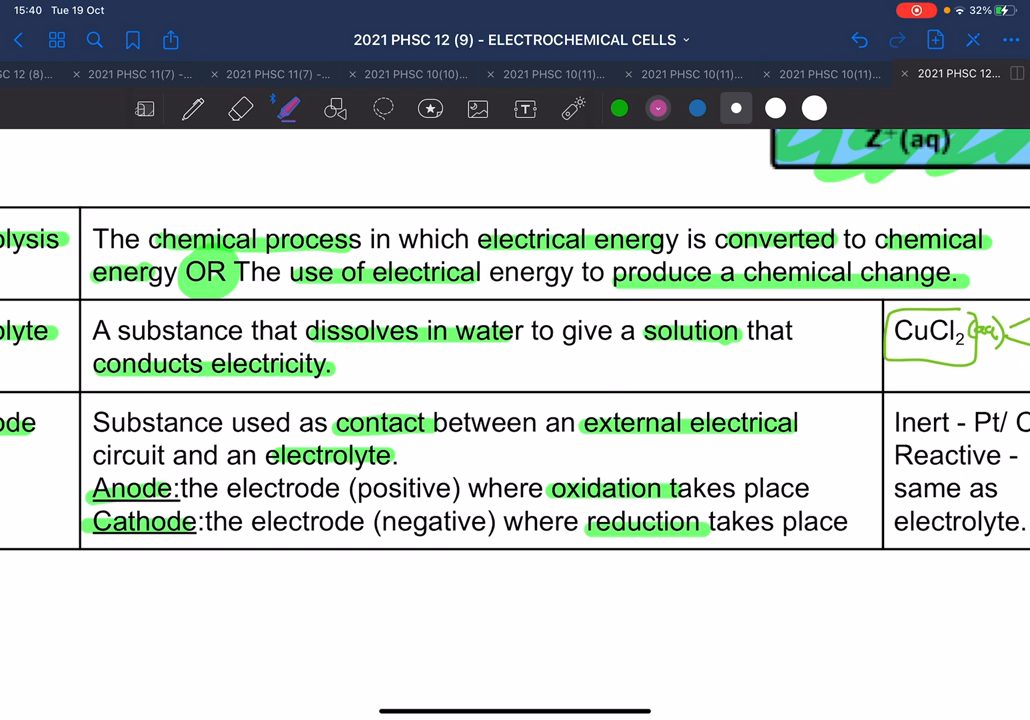 15:40 Tue 19 Oct
32%
2021 PHSC 12 (9) - ELECTROCHEMICAL CELLS
SC 12 (8)... × 2021 PHSC 11(7) -... × 2021 PHSC 11(7) -... × 2021 PHSC 10(10)... × 2021 PHSC 10(11)... × 2021 PHSC 10(11)... × 2021 PHSC 10(11)... × 2021 PHSC 12...
Z⁺(aq)
olysis
The chemical process in which electrical energy is converted to chemical
energy OR The use of electrical energy to produce a chemical change.
olyte
A substance that dissolves in water to give a solution that
conducts electricity.
CuCl₂(aq)
ode
Substance used as contact between an external electrical
circuit and an electrolyte.
Anode:the electrode (positive) where oxidation takes place
Cathode:the electrode (negative) where reduction takes place
Inert - Pt/ C
Reactive -
same as
electrolyte.